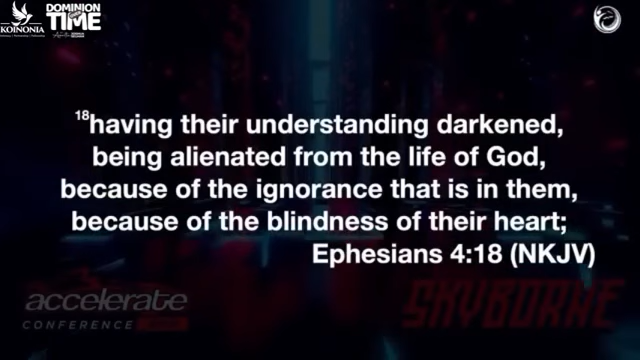 KOINONIA
DOMINION
OVER
TIME
18having their understanding darkened,
being alienated from the life of God,
because of the ignorance that is in them,
because of the blindness of their heart;
Ephesians 4:18 (NKJV)
accelerate
CONFERENCE
SKYBORNE